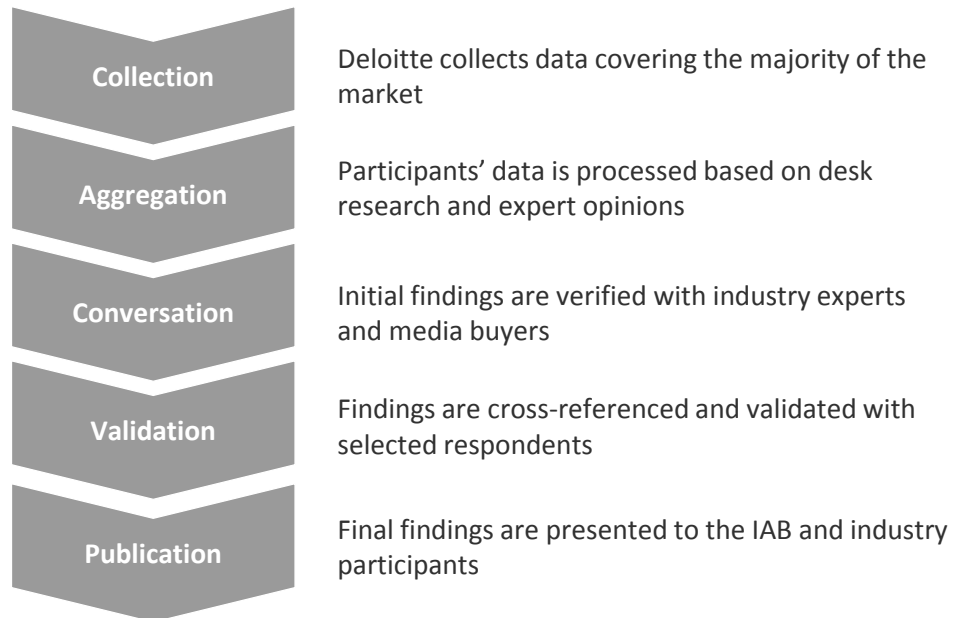 Collection
Deloitte collects data covering the majority of the
market
Aggregation
Participants’ data is processed based on desk
research and expert opinions
Conversation
Initial findings are verified with industry experts
and media buyers
Validation
Findings are cross-referenced and validated with
selected respondents
Publication
Final findings are presented to the IAB and industry
participants